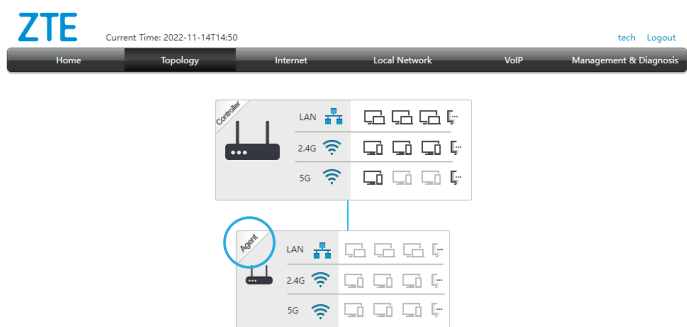 ZTE
Current Time: 2022-11-14T14:50
tech Logout
Home Topology Internet Local Network VoIP Management & Diagnosis
Controller
LAN
2.4G
5G
Agent
LAN
2.4G
5G